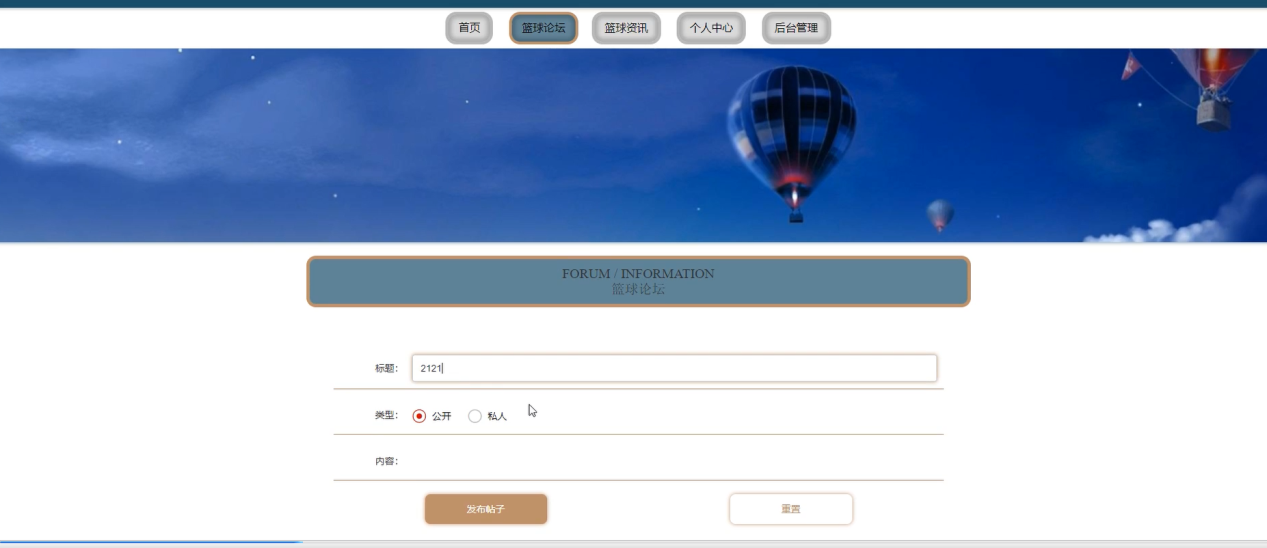 首页 篮球论坛 篮球资讯 个人中心 后台管理
FORUM / INFORMATION
篮球论坛
标题: 2121
类型: 公开 私人
内容:
发布帖子 重置